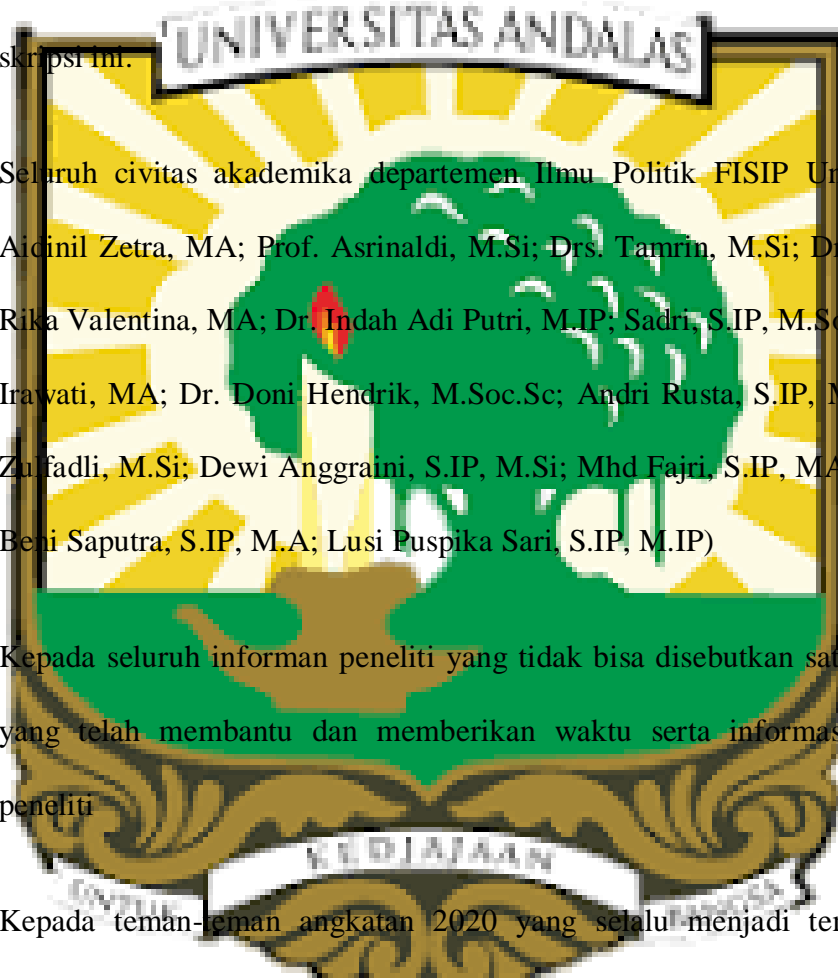 UNIVERSITAS ANDALAS
skripsi ini.
Seluruh civitas akademika departemen Ilmu Politik FISIP
Aidinil Zetra, MA; Prof. Asrinaldi, M.Si; Drs. Tamrin, M.Si;
Rika Valentina, MA; Dr. Indah Adi Putri, M.IP; Sadri, S.IP,
Irawati, MA; Dr. Doni Hendrik, M.Soc.Sc; Andri Rusta, S.IP,
Zulfadli, M.Si; Dewi Anggraini, S.IP, M.Si; Mhd Fajri, S.IP, MA
Beni Saputra, S.IP, M.A; Lusi Puspika Sari, S.IP, M.IP)
Kepada seluruh informan peneliti yang tidak bisa disebutkan
yang telah membantu dan memberikan waktu serta
peneliti
KEDJAJAAN
UNTUK BANGSA
Kepada teman-teman angkatan 2020 yang selalu menjadi